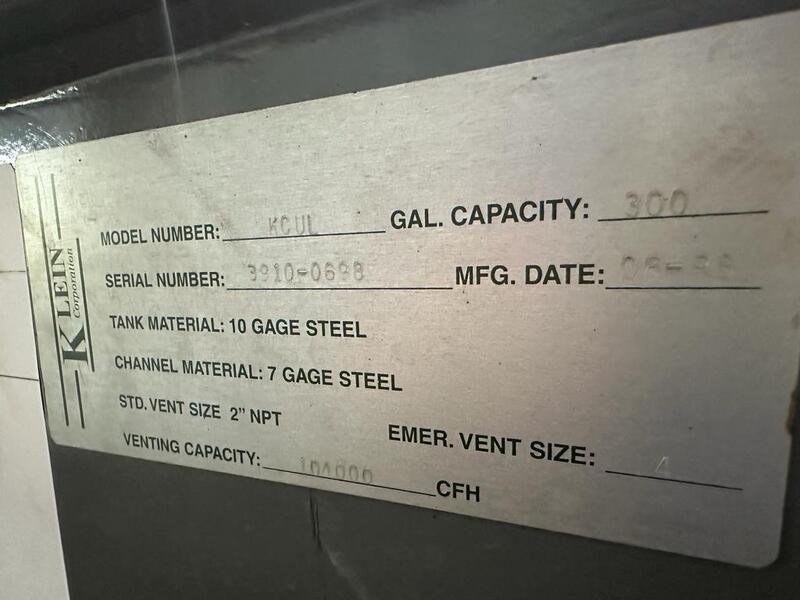 KLEIN
Corporation
MODEL NUMBER: KCUL GAL. CAPACITY: 300
SERIAL NUMBER: 3910-0698 MFG. DATE:
TANK MATERIAL: 10 GAGE STEEL
CHANNEL MATERIAL: 7 GAGE STEEL
STD. VENT SIZE 2” NPT
EMER. VENT SIZE: 4
VENTING CAPACITY: 104000 CFH